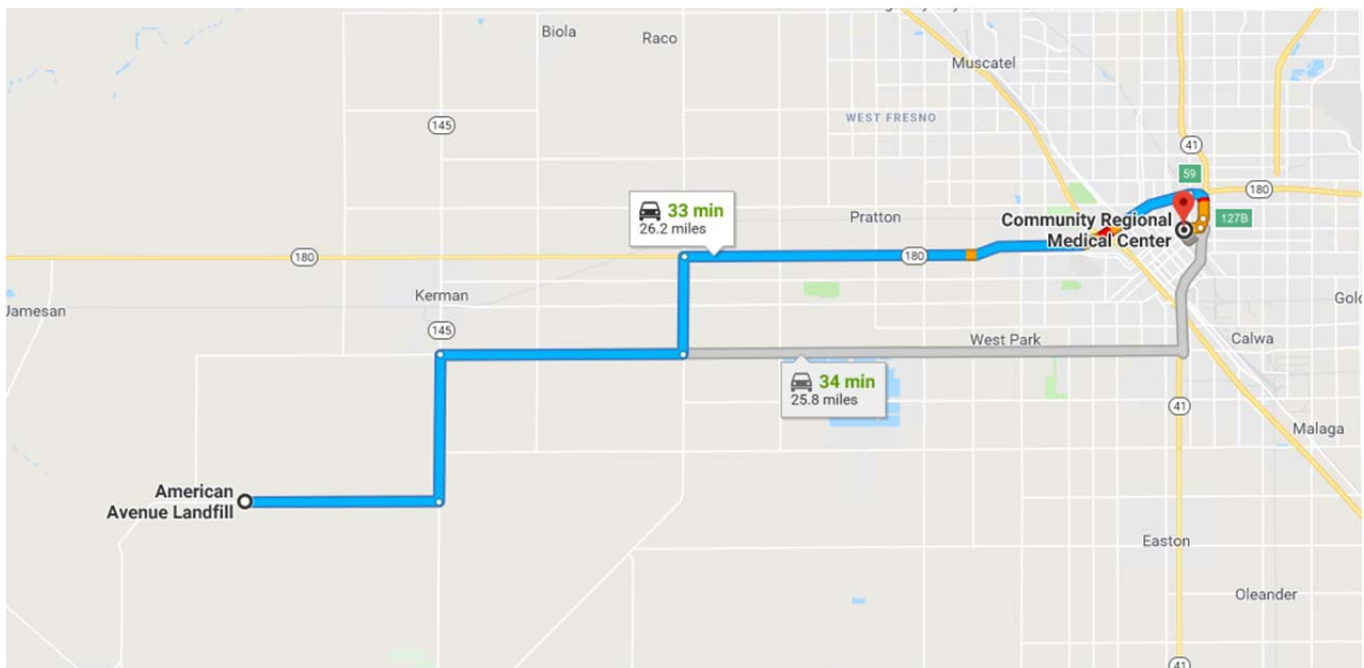 Biola
Raco
Muscatel
145
WEST FRESNO
41
59
180
33 min
26.2 miles
Pratton
Community Regional
Medical Center
127B
180
180
Jamesan
Kerman
145
West Park
Calwa
34 min
25.8 miles
41
Malaga
American
Avenue Landfill
Easton
Oleander
41